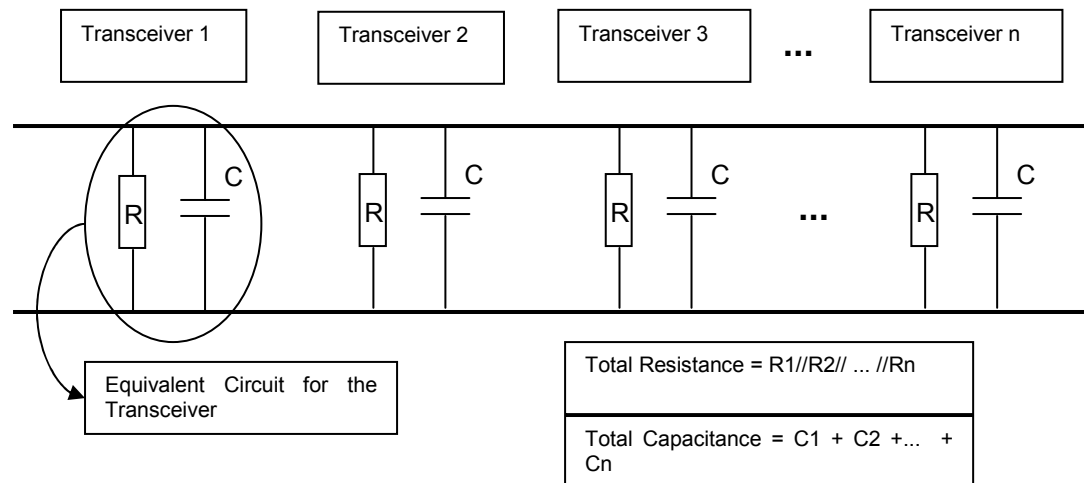 Transceiver 1
Transceiver 2
Transceiver 3
...
Transceiver n
R
C
R
C
R
C
...
R
C
Equivalent Circuit for the
Transceiver
Total Resistance = R1//R2// ... //Rn
Total Capacitance = C1 + C2 +... +
Cn